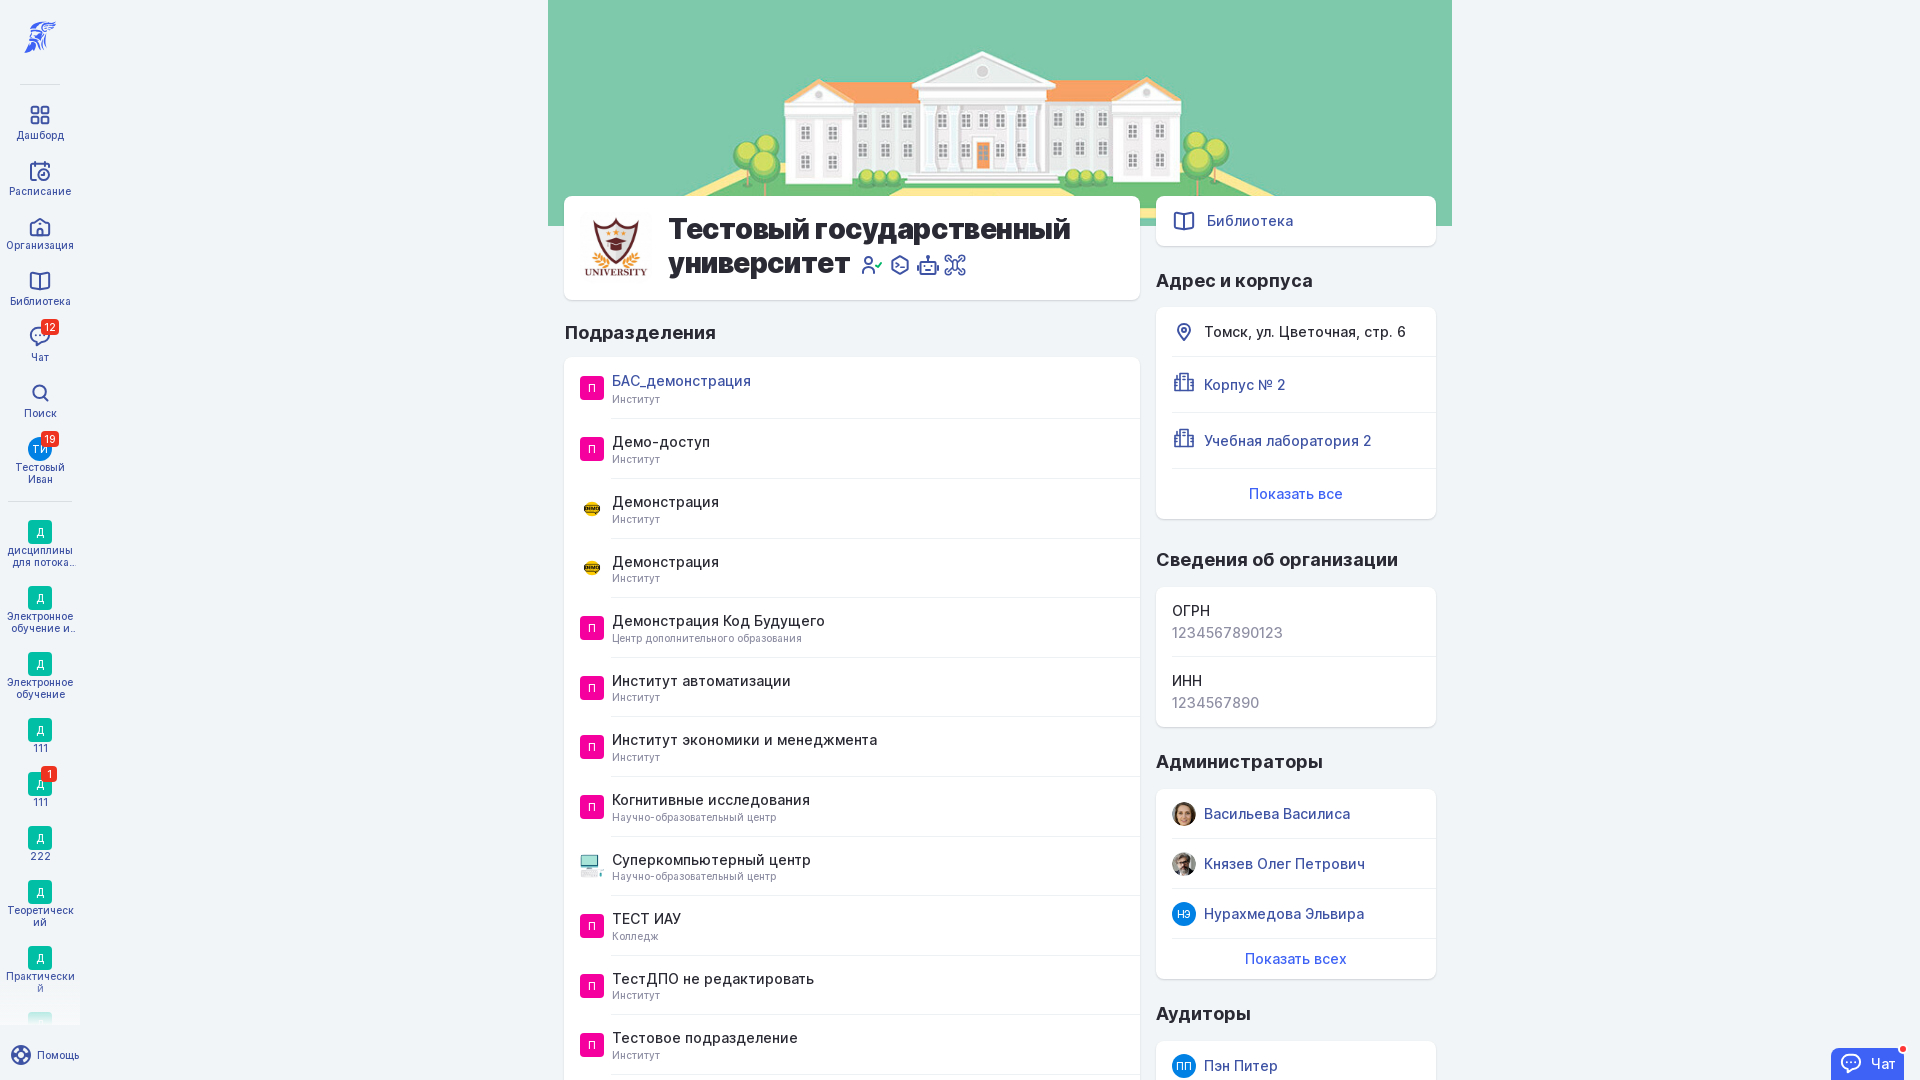 Дашборд
Расписание
Организация
Библиотека
12
Чат
Поиск
ТИ
19
Тестовый
Иван
Д
дисциплины
для потока...
Д
Электронное
обучение и...
Д
Электронное
обучение
Д
111
Д
1
111
Д
222
Д
Теоретическ
ий
Д
Практически
й
Помощь
UNIVERSITY
Тестовый государственный
университет
Подразделения
П
БАС_демонстрация
Институт
П
Демо-доступ
Институт
DEMO
Демонстрация
Институт
DEMO
Демонстрация
Институт
П
Демонстрация Код Будущего
Центр дополнительного образования
П
Институт автоматизации
Институт
П
Институт экономики и менеджмента
Институт
П
Когнитивные исследования
Научно-образовательный центр
Суперкомпьютерный центр
Научно-образовательный центр
П
ТЕСТ ИАУ
Колледж
П
ТестДПО не редактировать
Институт
П
Тестовое подразделение
Институт
Библиотека
Адрес и корпуса
Томск, ул. Цветочная, стр. 6
Корпус № 2
Учебная лаборатория 2
Показать все
Сведения об организации
ОГРН
1234567890123
ИНН
1234567890
Администраторы
Васильева Василиса
Князев Олег Петрович
НЭ
Нурахмедова Эльвира
Показать всех
Аудиторы
ПП
Пэн Питер
Чат